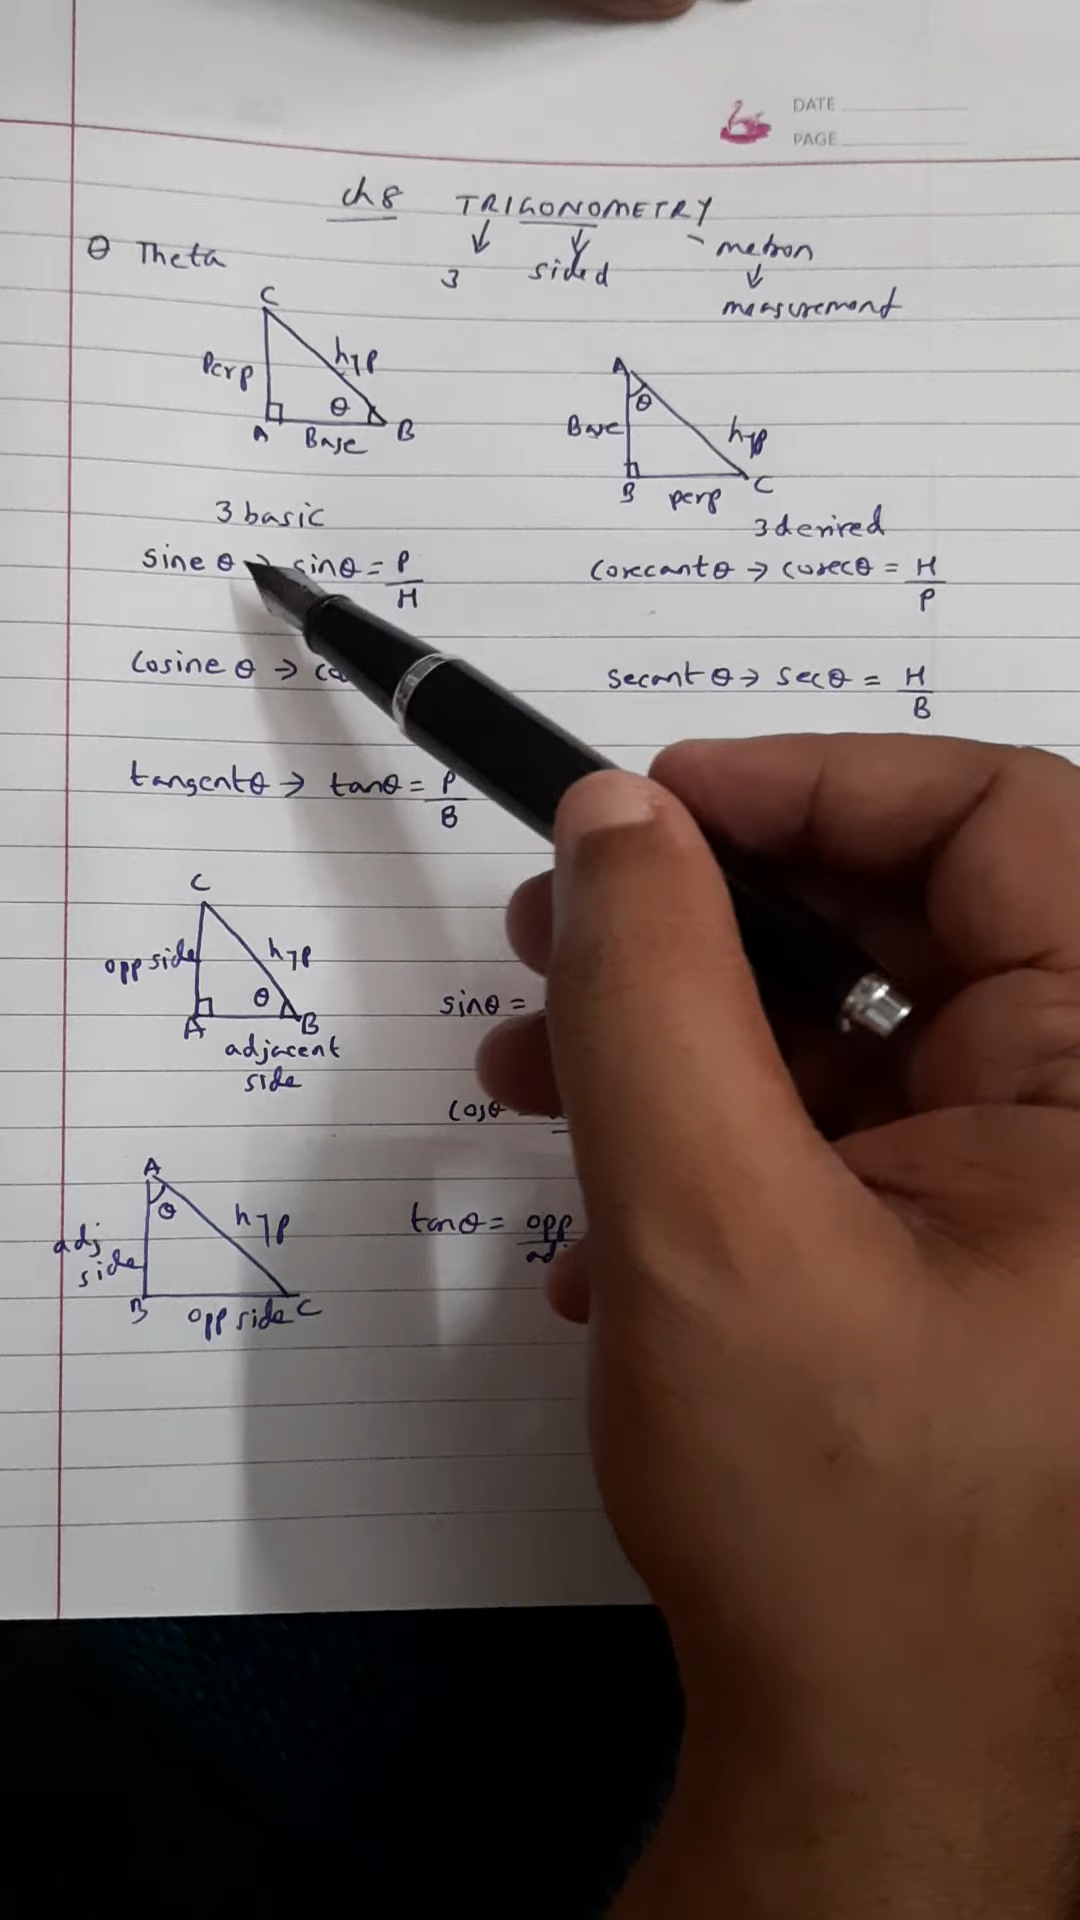 DATE
PAGE
ch 8 TRIGONOMETRY
θ Theta
3 sided metron
measurement
C
Perp hyp
θ
A Base B
A
θ
Base hyp
B perp C
3 basic
3 derived
sine θ → sinθ = P/H
cosecant θ → cosecθ = H/P
cosine θ →
secant θ → secθ = H/B
tangent θ → tanθ = P/B
C
opp side hyp
θ
A B
adjacent
side
sinθ =
cosθ =
A
θ
adj
side
hyp
B opp side C
tanθ = opp